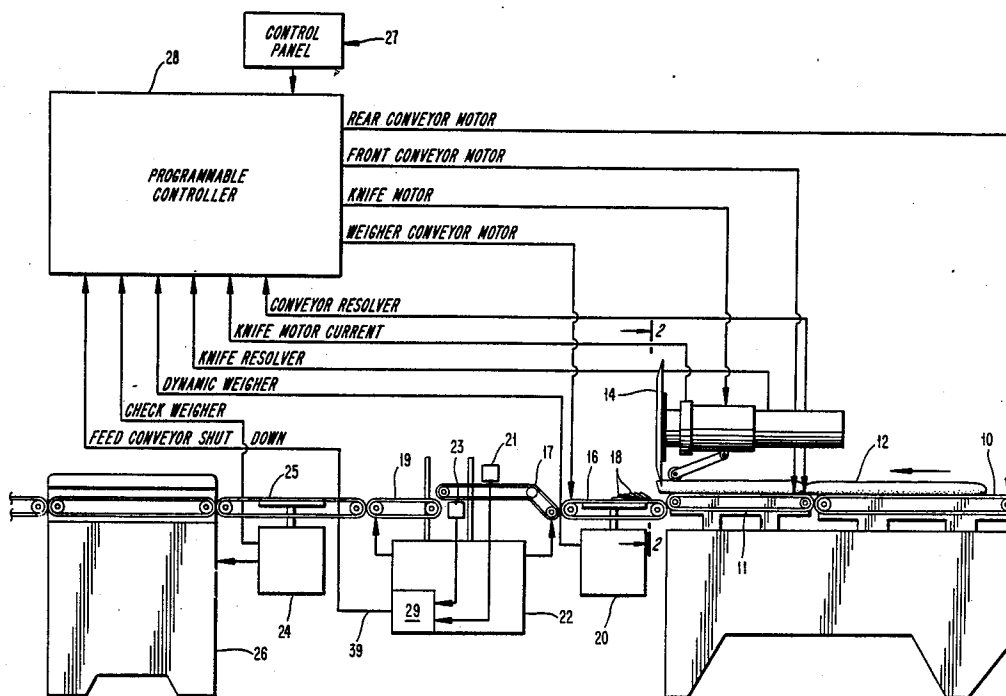 CONTROL
PANEL
27
28
REAR CONVEYOR MOTOR
FRONT CONVEYOR MOTOR
PROGRAMMABLE
CONTROLLER
KNIFE MOTOR
WEIGHER CONVEYOR MOTOR
CONVEYOR RESOLVER
KNIFE MOTOR CURRENT
2
KNIFE RESOLVER
DYNAMIC WEIGHER
14
CHECK WEIGHER
FEED CONVEYOR SHUT DOWN
21
12
10
25
19
23
17
16
18
2
11
24
29
22
20
39
26